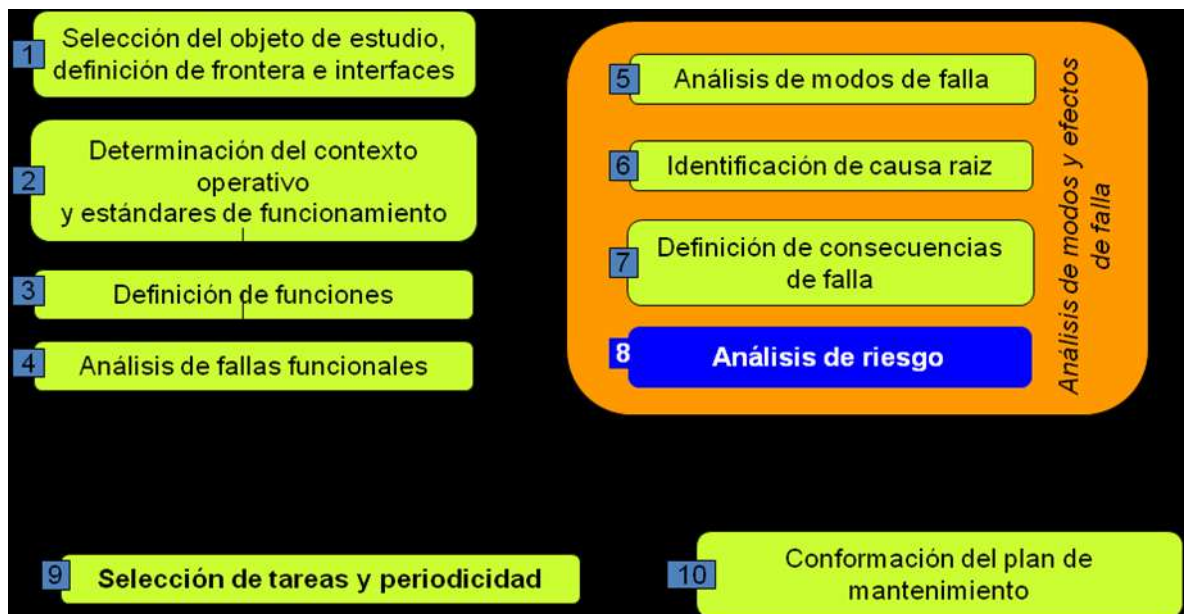 1
Selección del objeto de estudio,
definición de frontera e interfaces
2
Determinación del contexto
operativo
y estándares de funcionamiento
3
Definición de funciones
4
Análisis de fallas funcionales
5
Análisis de modos de falla
6
Identificación de causa raiz
7
Definición de consecuencias
de falla
8
Análisis de riesgo
Análisis de modos y efectos
de falla
9
Selección de tareas y periodicidad
10
Conformación del plan de
mantenimiento